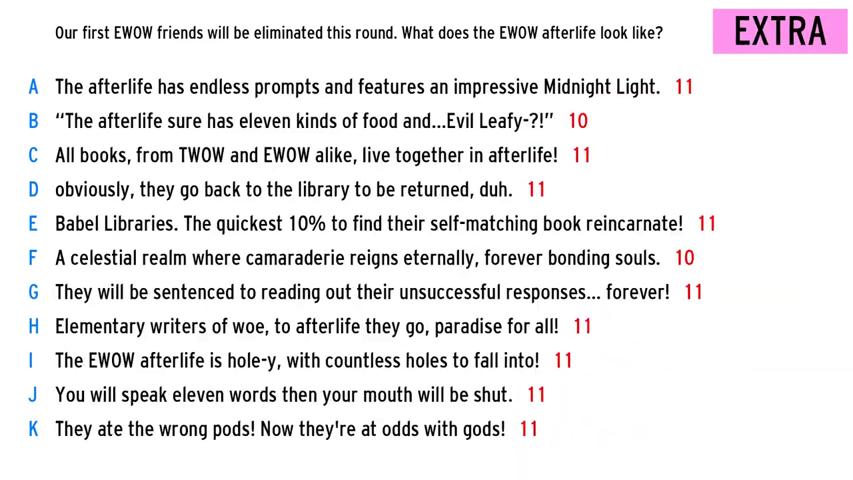 Our first EWOW friends will be eliminated this round. What does the EWOW afterlife look like?
EXTRA
A The afterlife has endless prompts and features an impressive Midnight Light. 11
B “The afterlife sure has eleven kinds of food and...Evil Leafy-?!” 10
C All books, from TWOW and EWOW alike, live together in afterlife! 11
D obviously, they go back to the library to be returned, duh. 11
E Babel Libraries. The quickest 10% to find their self-matching book reincarnate! 11
F A celestial realm where camaraderie reigns eternally, forever bonding souls. 10
G They will be sentenced to reading out their unsuccessful responses... forever! 11
H Elementary writers of woe, to afterlife they go, paradise for all! 11
I The EWOW afterlife is hole-y, with countless holes to fall into! 11
J You will speak eleven words then your mouth will be shut. 11
K They ate the wrong pods! Now they're at odds with gods! 11